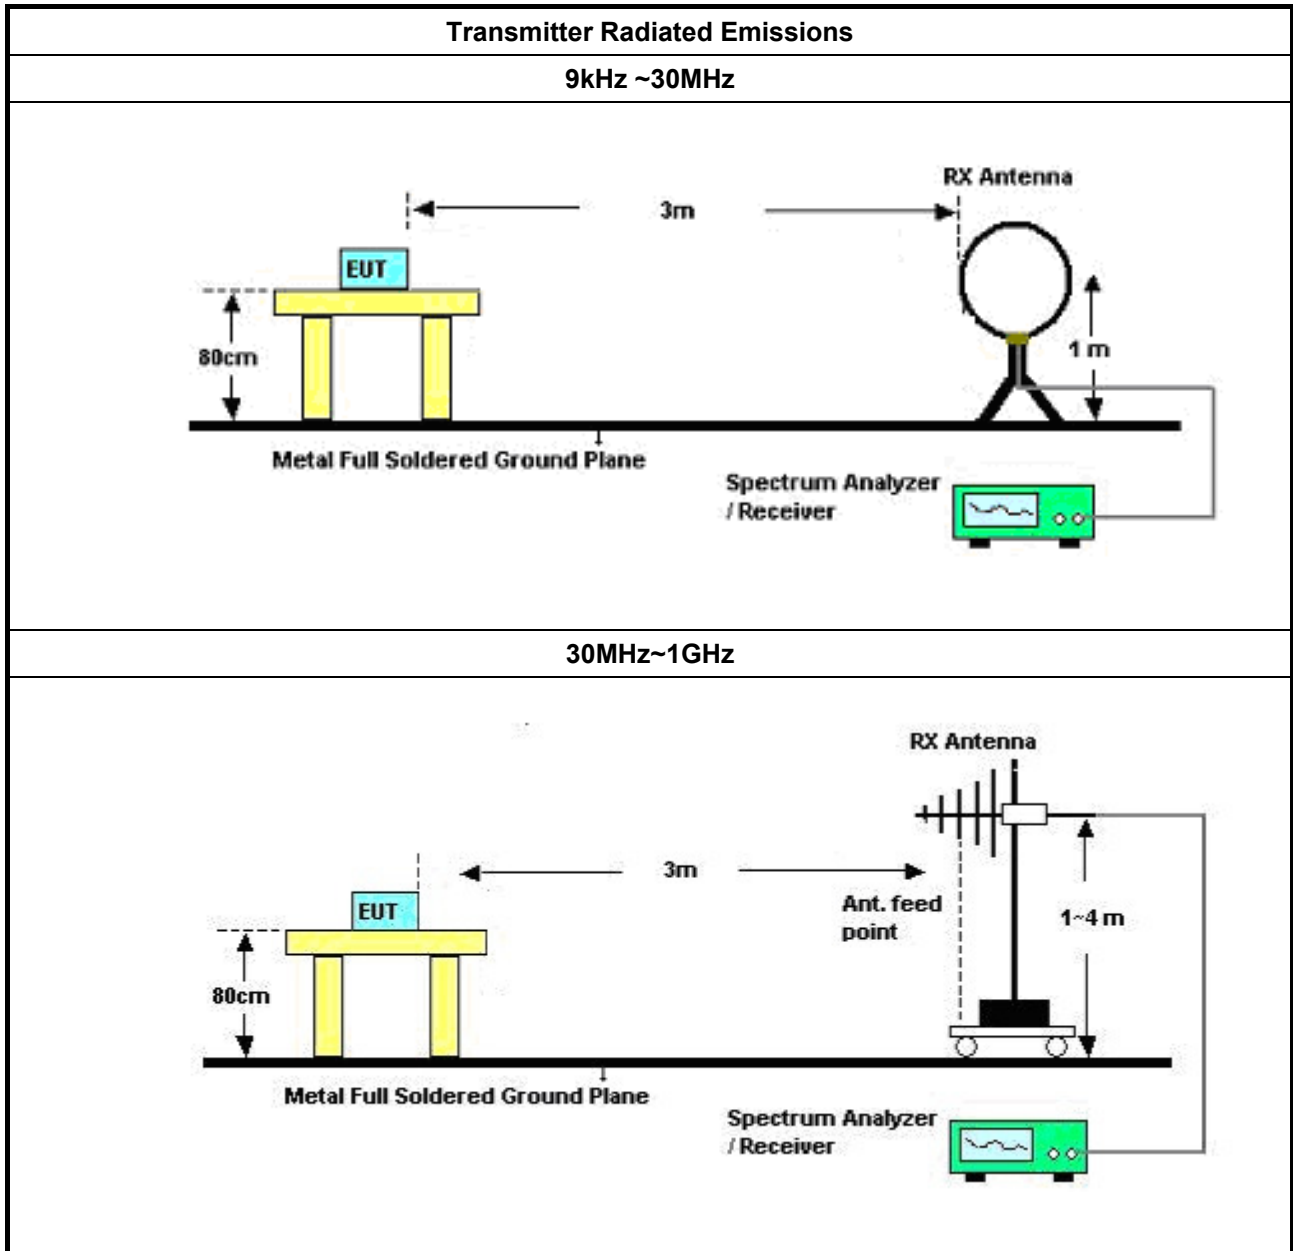 Transmitter Radiated Emissions
9kHz ~30MHz
RX Antenna
3m
EUT
80cm
1 m
Metal Full Soldered Ground Plane
Spectrum Analyzer
/ Receiver
30MHz~1GHz
RX Antenna
3m
EUT
Ant. feed
point
1~4 m
80cm
Metal Full Soldered Ground Plane
Spectrum Analyzer
/ Receiver